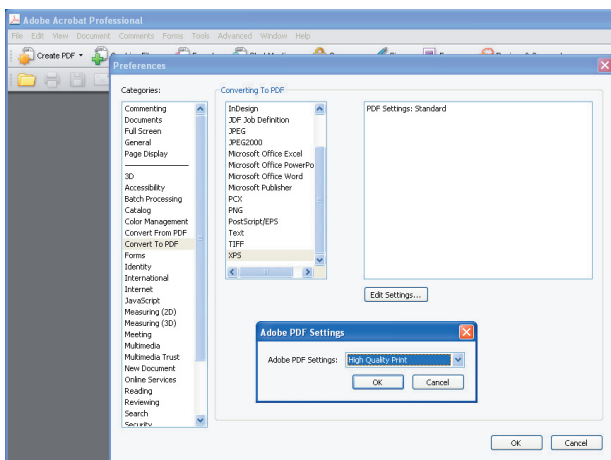 Adobe Acrobat Professional
File Edit View Document Comments Forms Tools Advanced Window Help
Create PDF
Preferences
Categories:
Commenting
Documents
Full Screen
General
Page Display
3D
Accessibility
Batch Processing
Catalog
Color Management
Convert From PDF
Convert To PDF
Forms
Identity
International
Internet
JavaScript
Measuring (2D)
Measuring (3D)
Meeting
Multimedia
Multimedia Trust
New Document
Online Services
Reading
Reviewing
Search
Security
Converting To PDF
InDesign
JDF Job Definition
JPEG
JPEG2000
Microsoft Office Excel
Microsoft Office PowerPo
Microsoft Office Word
Microsoft Publisher
PCX
PNG
PostScript/EPS
Text
TIFF
XPS
PDF Settings: Standard
Edit Settings...
Adobe PDF Settings
Adobe PDF Settings: High Quality Print
OK Cancel
OK Cancel